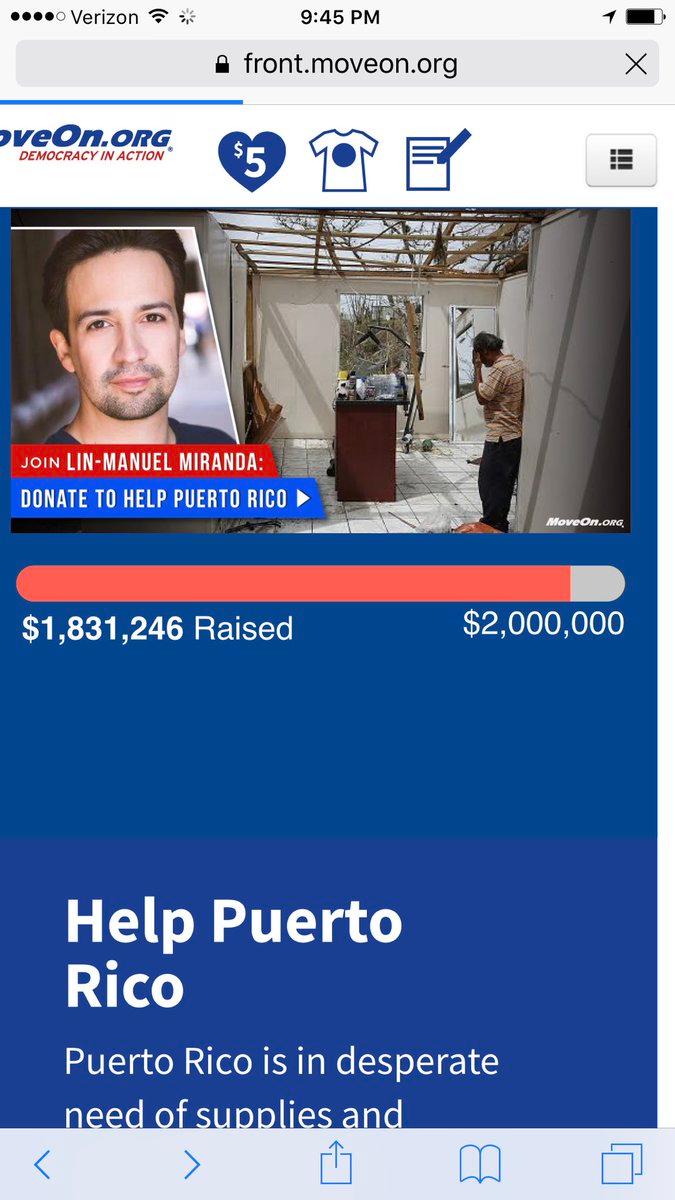 Verizon 9:45 PM
front.moveon.org
oveOn.ORG
DEMOCRACY IN ACTION®
$5
JOIN LIN-MANUEL MIRANDA:
DONATE TO HELP PUERTO RICO
MoveOn.ORG
$1,831,246 Raised $2,000,000
Help Puerto
Rico
Puerto Rico is in desperate
need of supplies and